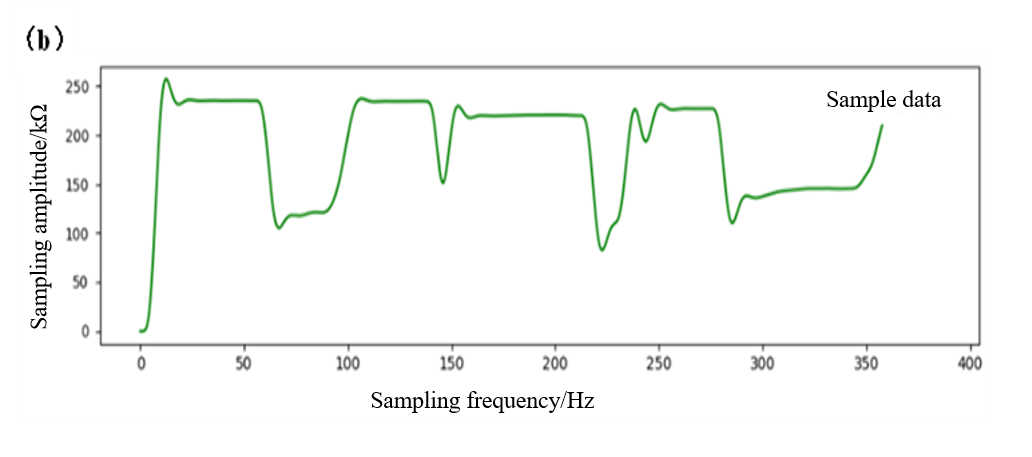 (b)
Sampling amplitude/kΩ
250
200
150
100
50
0
Sample data
0 50 100 150 200 250 300 350 400
Sampling frequency/Hz